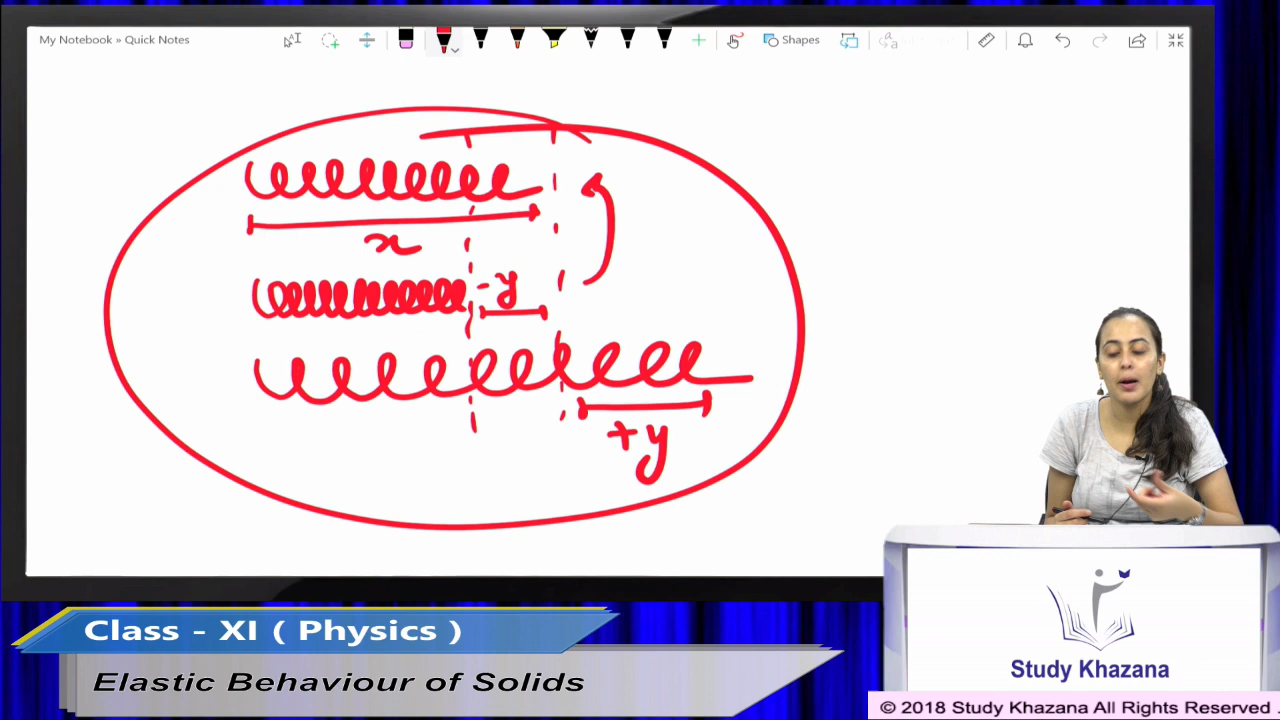 My Notebook » Quick Notes
Shapes
x
-y
+y
Class - XI ( Physics )
Elastic Behaviour of Solids
Study Khazana
© 2018 Study Khazana All Rights Reserved .